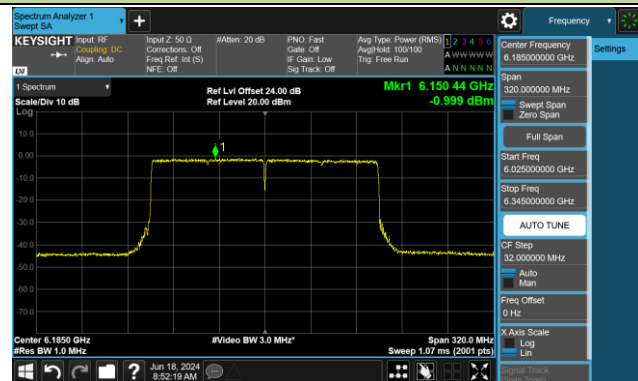 Spectrum Analyzer 1
Swept SA
Frequency
KEYSIGHT
Input: RF
Coupling: DC
Align: Auto
Input Z: 50 Ω
Corrections: Off
Freq Ref: Int (S)
NFE: Off
#Atten: 20 dB
PNO: Fast
Gate: Off
IF Gain: Low
Sig Track: Off
Avg Type: Power (RMS)
Avg|Hold: 100/100
Trig: Free Run
1 2 3 4 5 6
A W W W W W
A N N N N N
LXI
1 Spectrum
Scale/Div 10 dB
Log
Ref Lvl Offset 24.00 dB
Ref Level 20.00 dBm
Mkr1 6.150 44 GHz
-0.999 dBm
1
10.0
0.00
-10.0
-20.0
-30.0
-40.0
-50.0
-60.0
-70.0
Center 6.1850 GHz
#Res BW 1.0 MHz
#Video BW 3.0 MHz*
Span 320.0 MHz
Sweep 1.07 ms (2001 pts)
Jun 18, 2024
8:52:19 AM
?
Center Frequency
6.185000000 GHz
Settings
Span
320.000000 MHz
Swept Span
Zero Span
Full Span
Start Freq
6.025000000 GHz
Stop Freq
6.345000000 GHz
AUTO TUNE
CF Step
32.000000 MHz
Auto
Man
Freq Offset
0 Hz
X Axis Scale
Log
Lin
Signal Track
(Span Zoom)